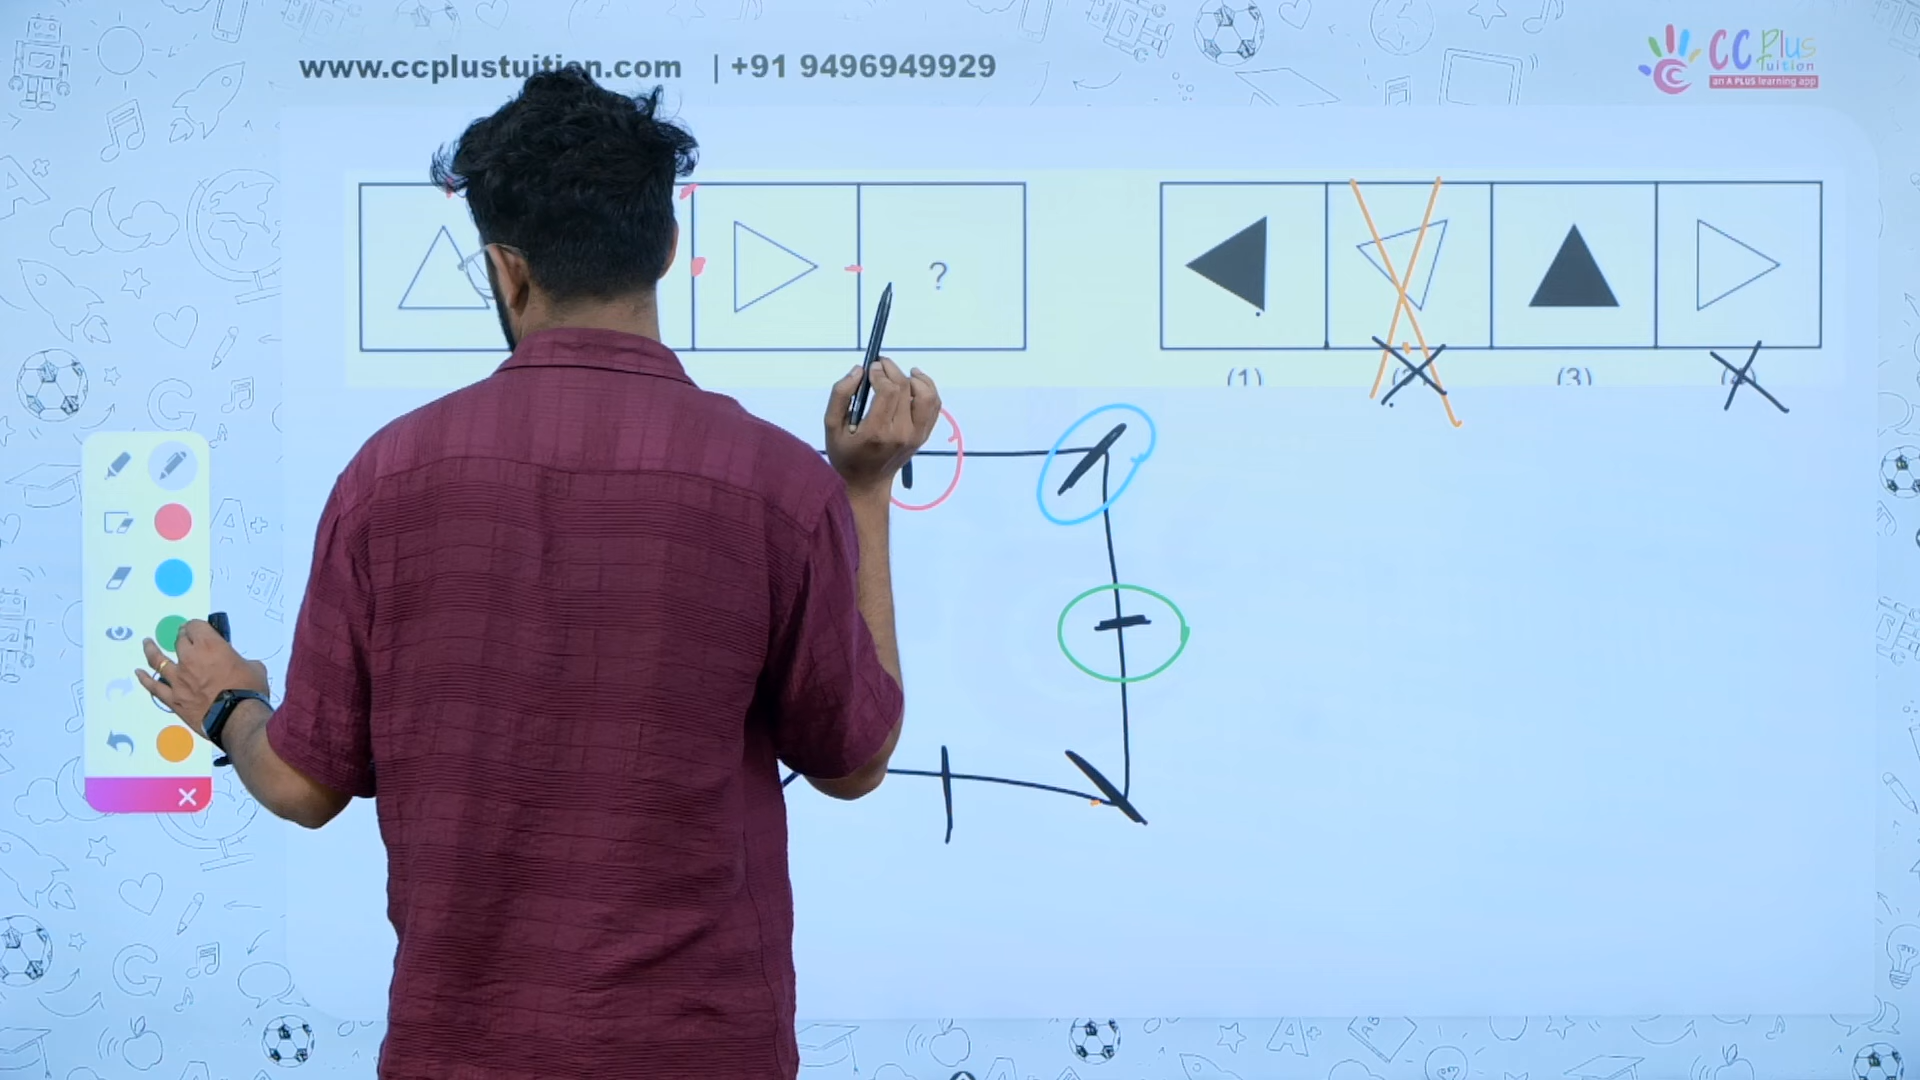 www.ccplustuition.com | +91 9496949929
CC Plus
Tuition
an A PLUS learning app
?
(1) (3)